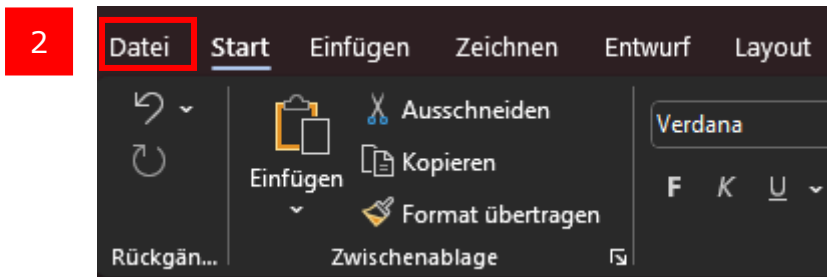 2
Datei Start Einfügen Zeichnen Entwurf Layout
Ausschneiden
Verdana
Kopieren
Einfügen
F K U
Format übertragen
Rückgän... Zwischenablage